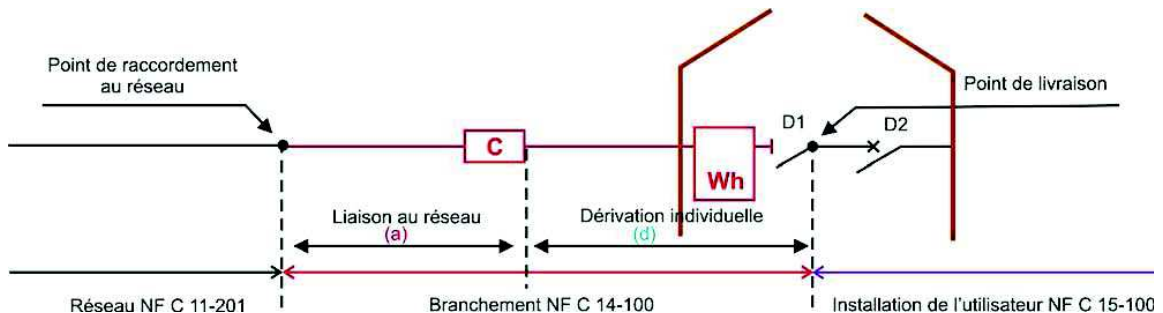 Point de raccordement
au réseau
Point de livraison
D1
D2
C
Wh
Liaison au réseau
(a)
Dérivation individuelle
(d)
Réseau NF C 11-201
Branchement NF C 14-100
Installation de l'utilisateur NF C 15-100